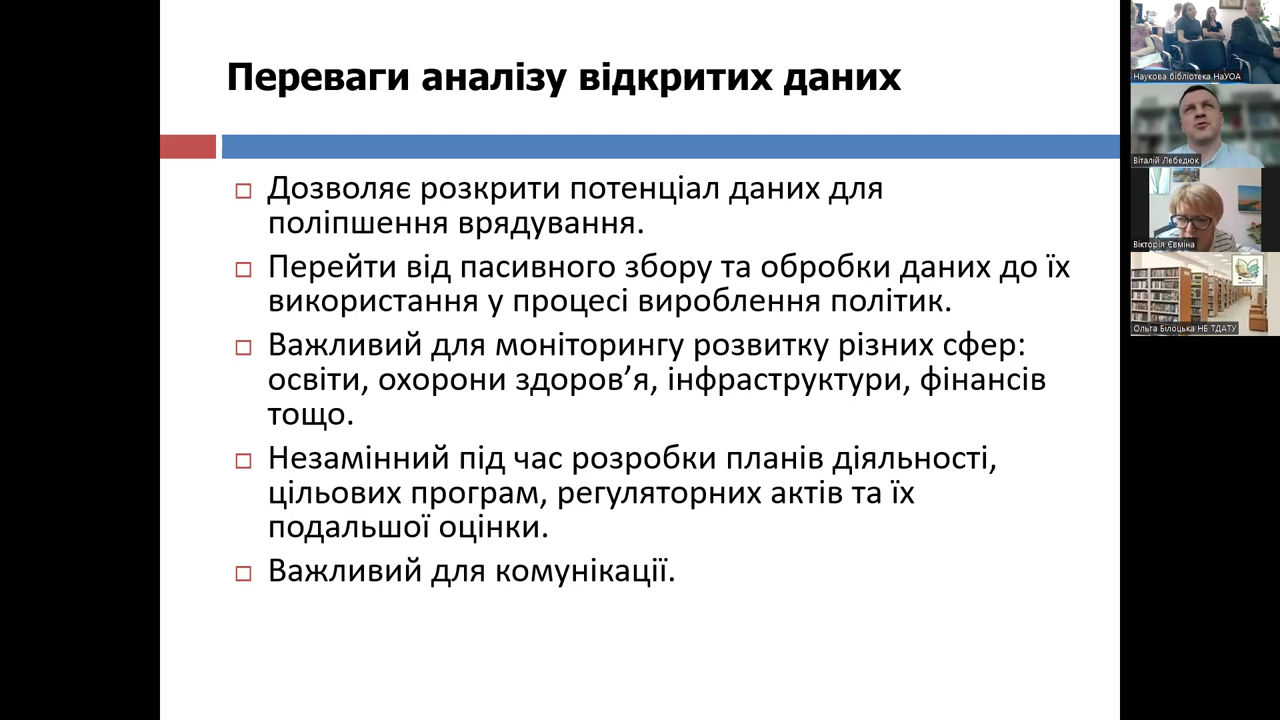 Переваги аналізу відкритих даних
Дозволяє розкрити потенціал даних для
поліпшення врядування.
Перейти від пасивного збору та обробки даних до їх
використання у процесі вироблення політик.
Важливий для моніторингу розвитку різних сфер:
освіти, охорони здоров’я, інфраструктури, фінансів
тощо.
Незамінний під час розробки планів діяльності,
цільових програм, регуляторних актів та їх
подальшої оцінки.
Важливий для комунікації.
Наукова бібліотека НаУОА
Віталій Лебедюк
Вікторія Євміна
Ольга Білоцька НБ ТДАТУ